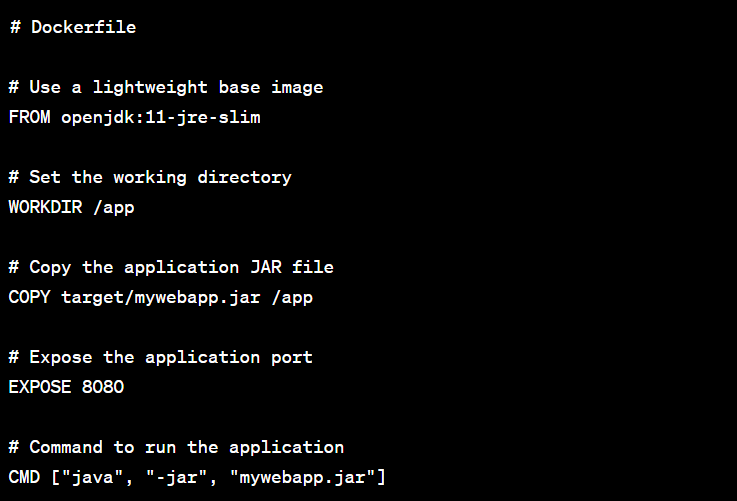 # Dockerfile
# Use a lightweight base image
FROM openjdk:11-jre-slim
# Set the working directory
WORKDIR /app
# Copy the application JAR file
COPY target/mywebapp.jar /app
# Expose the application port
EXPOSE 8080
# Command to run the application
CMD ["java", "-jar", "mywebapp.jar"]